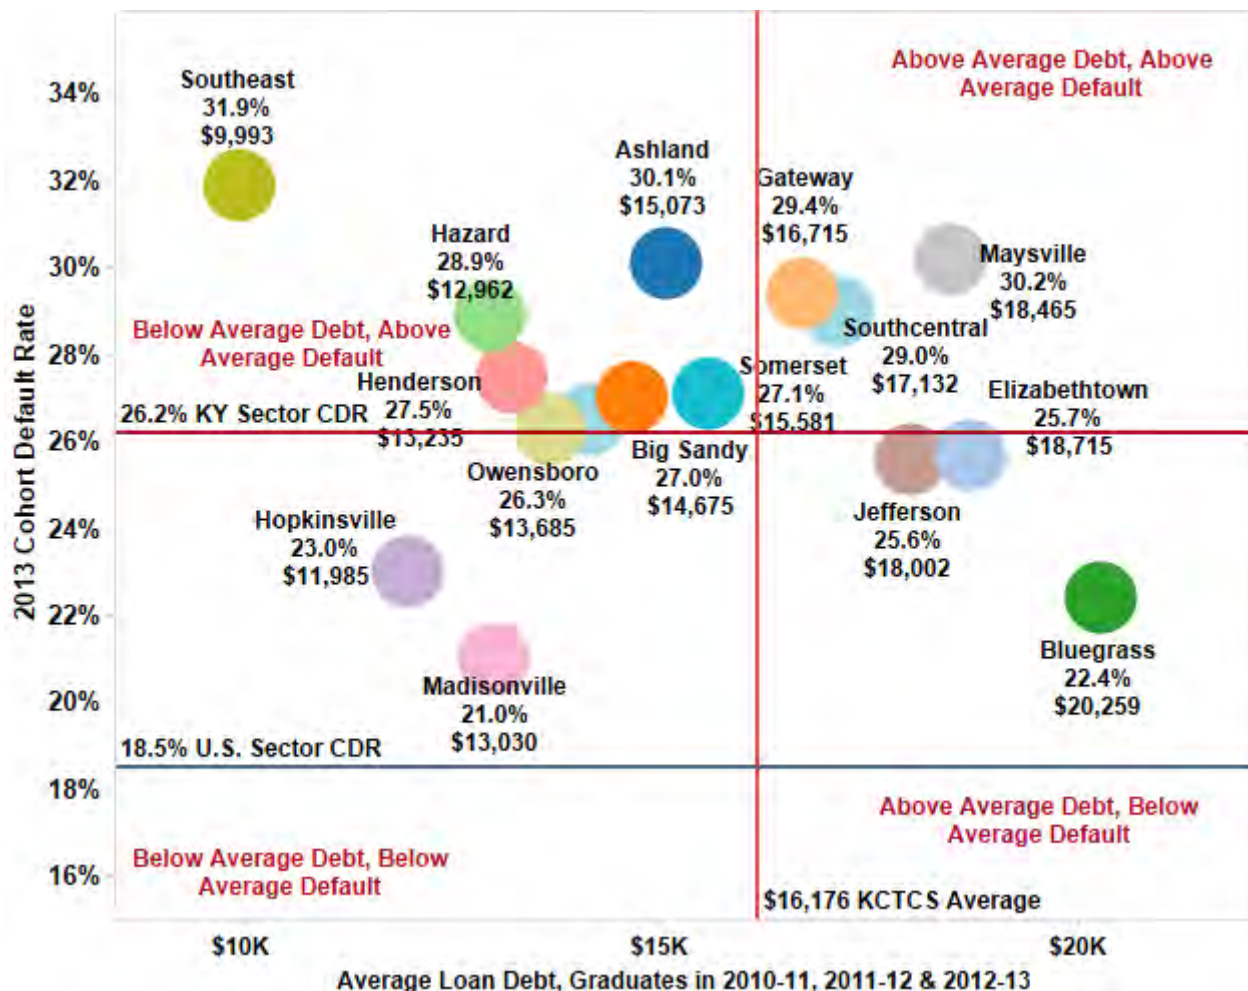 Above Average Debt, Above
Average Default
Southeast
31.9%
$9,993
Ashland
30.1%
$15,073
Gateway
29.4%
$16,715
Hazard
28.9%
$12,962
Maysville
30.2%
$18,465
Below Average Debt, Above
Average Default
Southcentral
29.0%
$17,132
Henderson
27.5%
$13,235
Somerset
27.1%
$15,581
Elizabethtown
25.7%
$18,715
26.2% KY Sector CDR
Big Sandy
27.0%
$14,675
Owensboro
26.3%
$13,685
Jefferson
25.6%
$18,002
Hopkinsville
23.0%
$11,985
Bluegrass
22.4%
$20,259
Madisonville
21.0%
$13,030
18.5% U.S. Sector CDR
Above Average Debt, Below
Average Default
Below Average Debt, Below
Average Default
$16,176 KCTCS Average
2013 Cohort Default Rate
34%
32%
30%
28%
26%
24%
22%
20%
18%
16%
$10K
$15K
$20K
Average Loan Debt, Graduates in 2010-11, 2011-12 & 2012-13